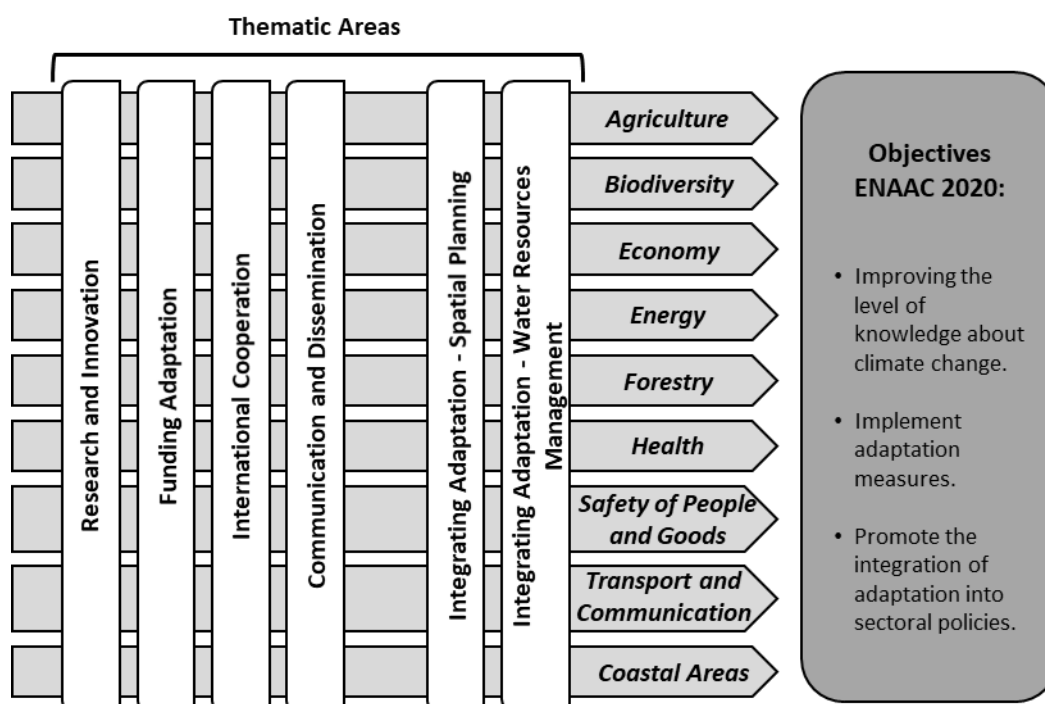 Thematic Areas
Research and Innovation
Funding Adaptation
International Cooperation
Communication and Dissemination
Integrating Adaptation - Spatial Planning
Integrating Adaptation - Water Resources
Management
Agriculture
Biodiversity
Economy
Energy
Forestry
Health
Safety of People
and Goods
Transport and
Communication
Coastal Areas
Objectives
ENAAC 2020:
• Improving the
level of
knowledge about
climate change.
• Implement
adaptation
measures.
• Promote the
integration of
adaptation into
sectoral policies.